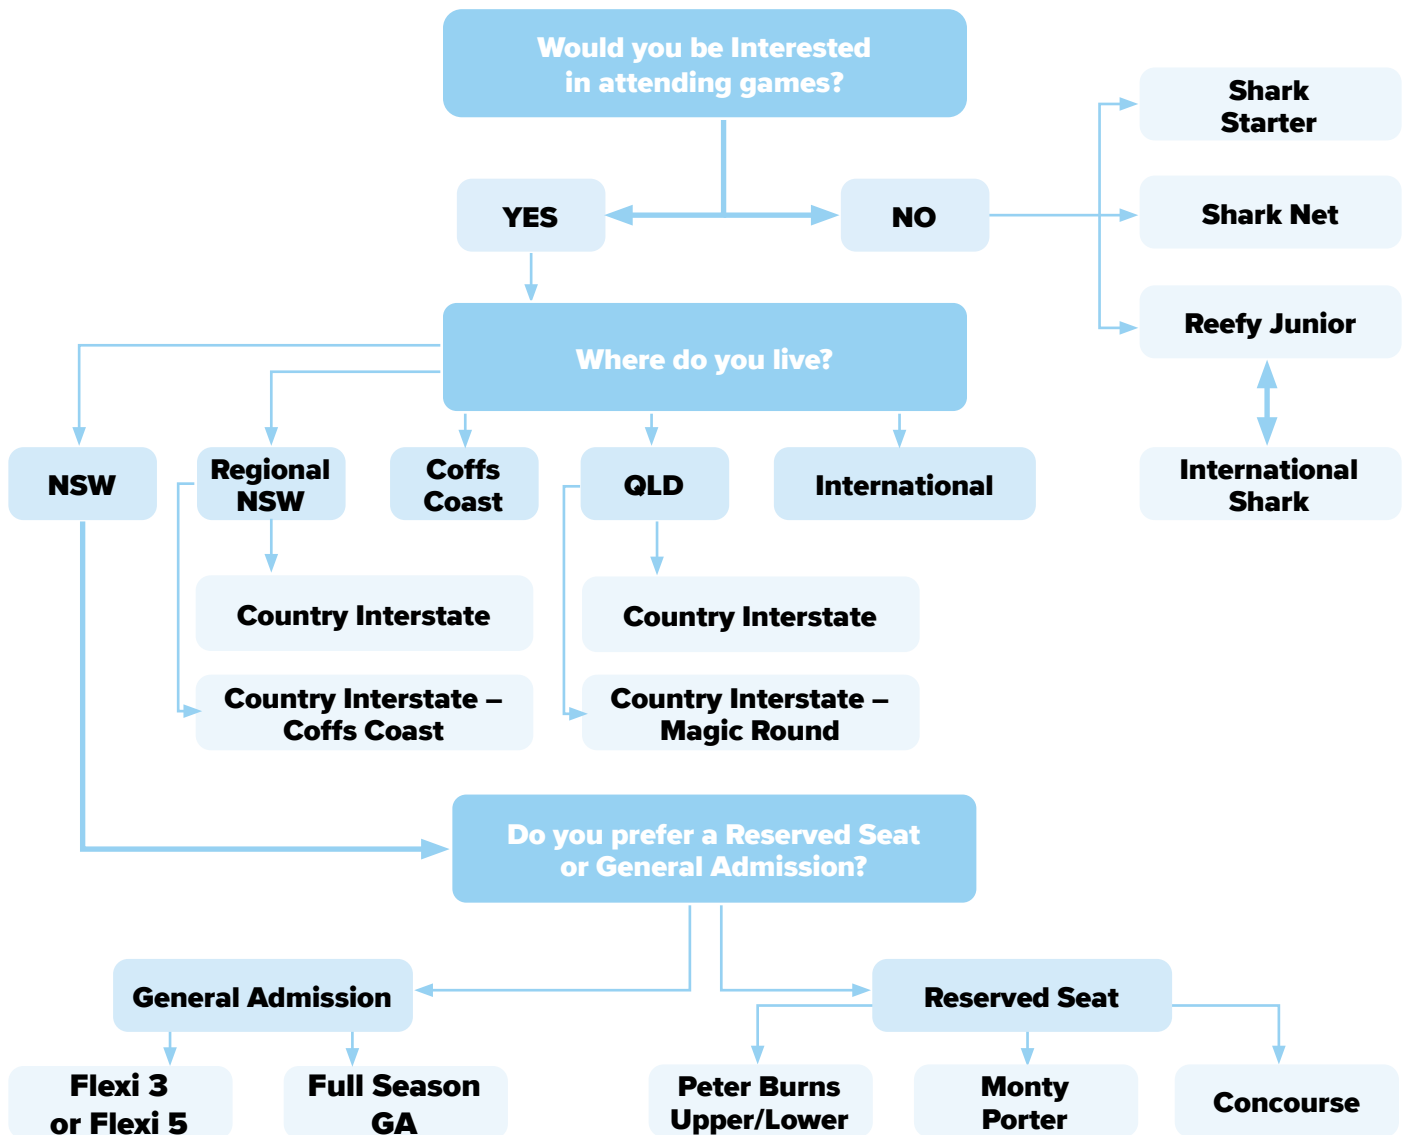 Would you be Interested
in attending games?
Shark
Starter
YES
NO
Shark Net
Reefy Junior
Where do you live?
NSW
Regional
NSW
Coffs
Coast
QLD
International
International
Shark
Country Interstate
Country Interstate
Country Interstate –
Coffs Coast
Country Interstate –
Magic Round
Do you prefer a Reserved Seat
or General Admission?
General Admission
Reserved Seat
Flexi 3
or Flexi 5
Full Season
GA
Peter Burns
Upper/Lower
Monty
Porter
Concourse